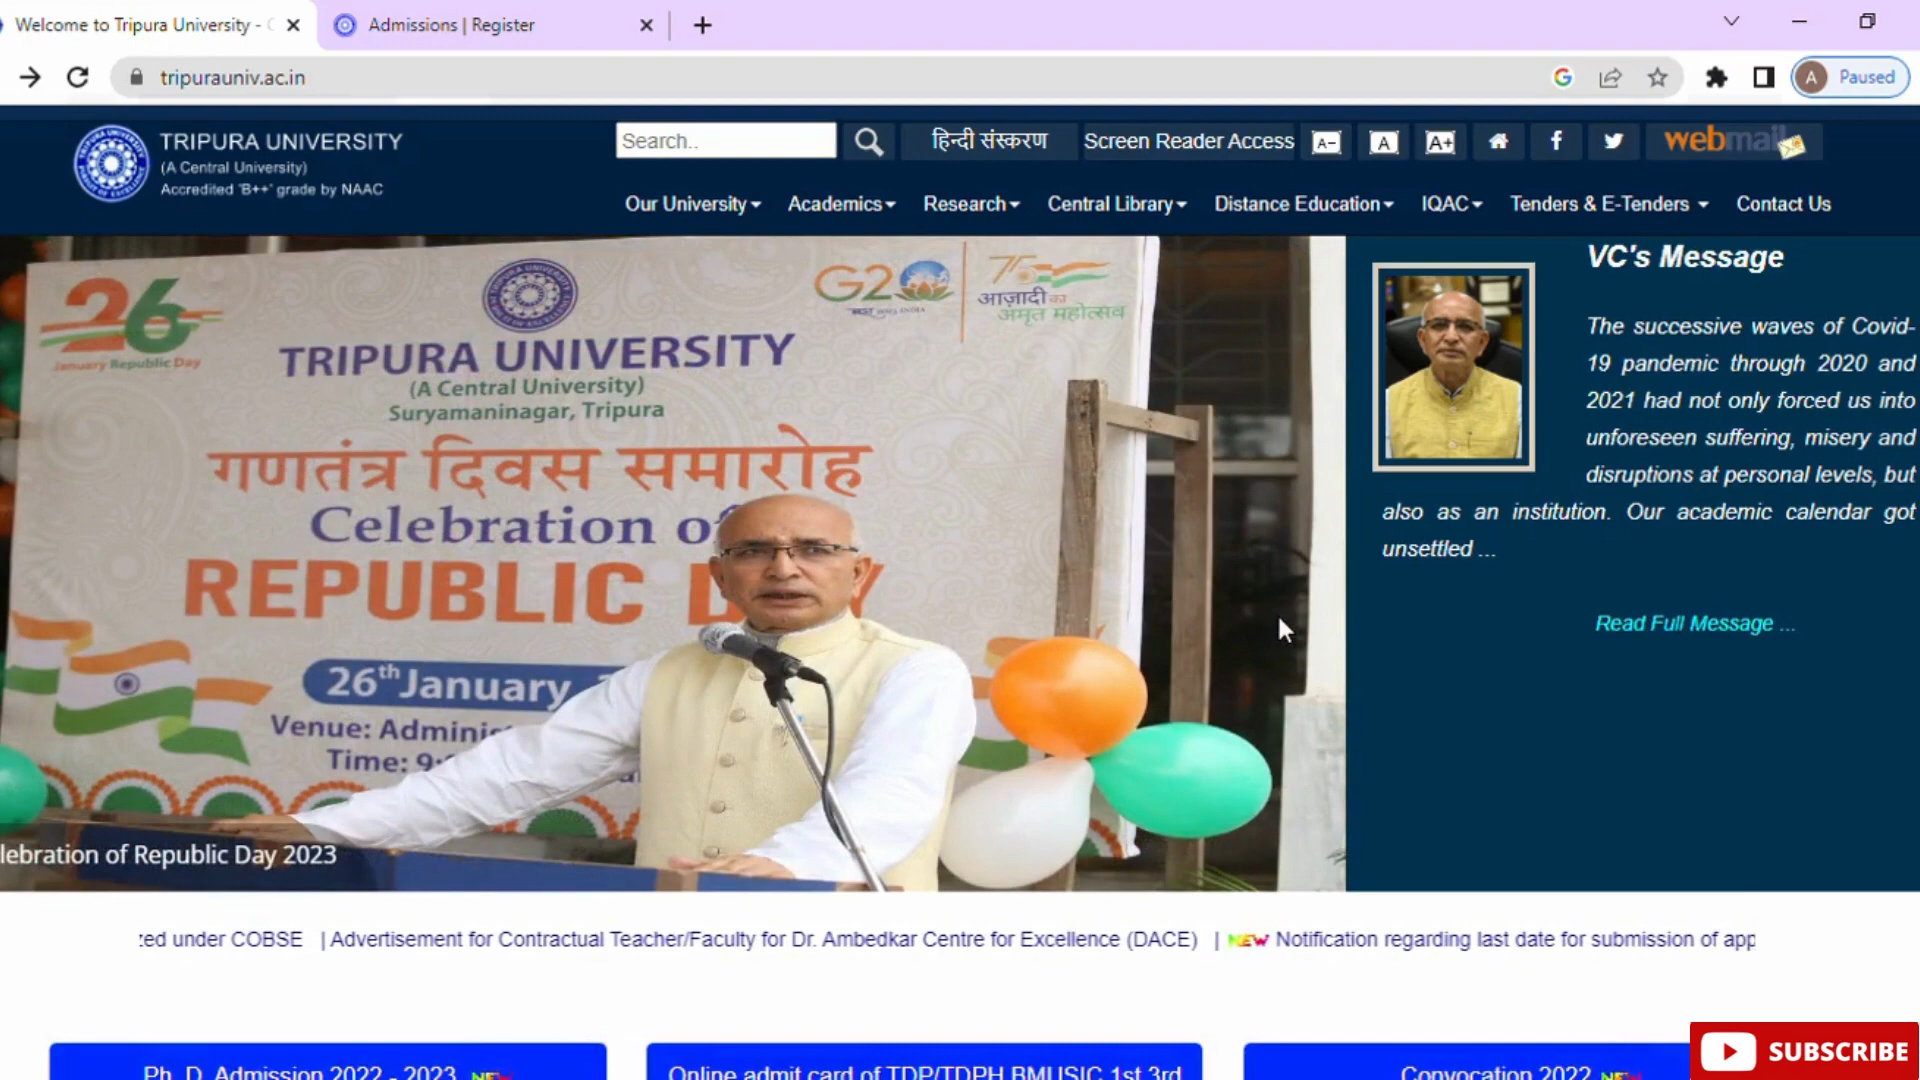 Welcome to Tripura University -
Admissions | Register
tripurauniv.ac.in
A
Paused
TRIPURA UNIVERSITY
(A Central University)
Accredited 'B++' grade by NAAC
Search..
हिन्दी संस्करण
Screen Reader Access
A-
A
A+
webmail
Our University
Academics
Research
Central Library
Distance Education
IQAC
Tenders & E-Tenders
Contact Us
26
January Republic Day
G20
75
आज़ादी का
अमृत महोत्सव
TRIPURA UNIVERSITY
(A Central University)
Suryamaninagar, Tripura
गणतंत्र दिवस समारोह
Celebration of
REPUBLIC
26th January,
Venue:
Time: 9:
lebration of Republic Day 2023
VC's Message
The successive waves of Covid-
19 pandemic through 2020 and
2021 had not only forced us into
unforeseen suffering, misery and
disruptions at personal levels, but
also as an institution. Our academic calendar got
unsettled ...
Read Full Message ...
zed under COBSE | Advertisement for Contractual Teacher/Faculty for Dr. Ambedkar Centre for Excellence (DACE) | NEW Notification regarding last date for submission of app
Ph. D. Admission 2022 - 2023 NEW
Online admit card of TDP/TDPH BMUSIC 1st 3rd
Convocation 2022 NEW
SUBSCRIBE